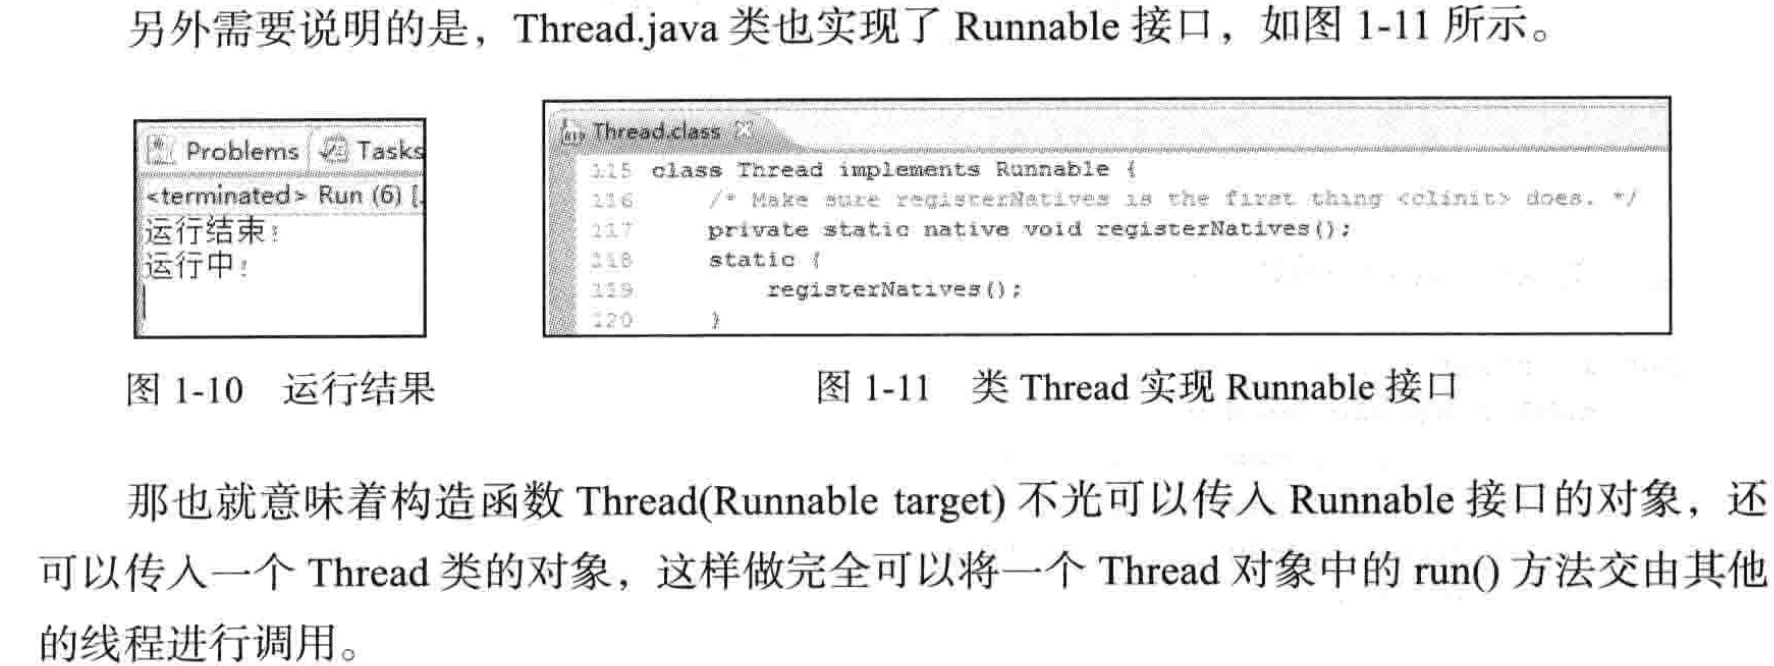 另外需要说明的是，Thread.java 类也实现了 Runnable 接口，如图 1-11 所示。
Problems Tasks
<terminated> Run (6) [.
运行结束！
运行中！
Thread.class
115 class Thread implements Runnable {
116 /* Make sure registerNatives is the first thing <clinit> does. */
117 private static native void registerNatives();
118 static {
119 registerNatives();
120 }
图 1-10 运行结果
图 1-11 类 Thread 实现 Runnable 接口
那也就意味着构造函数 Thread(Runnable target) 不光可以传入 Runnable 接口的对象，还
可以传入一个 Thread 类的对象，这样做完全可以将一个 Thread 对象中的 run() 方法交由其他
的线程进行调用。